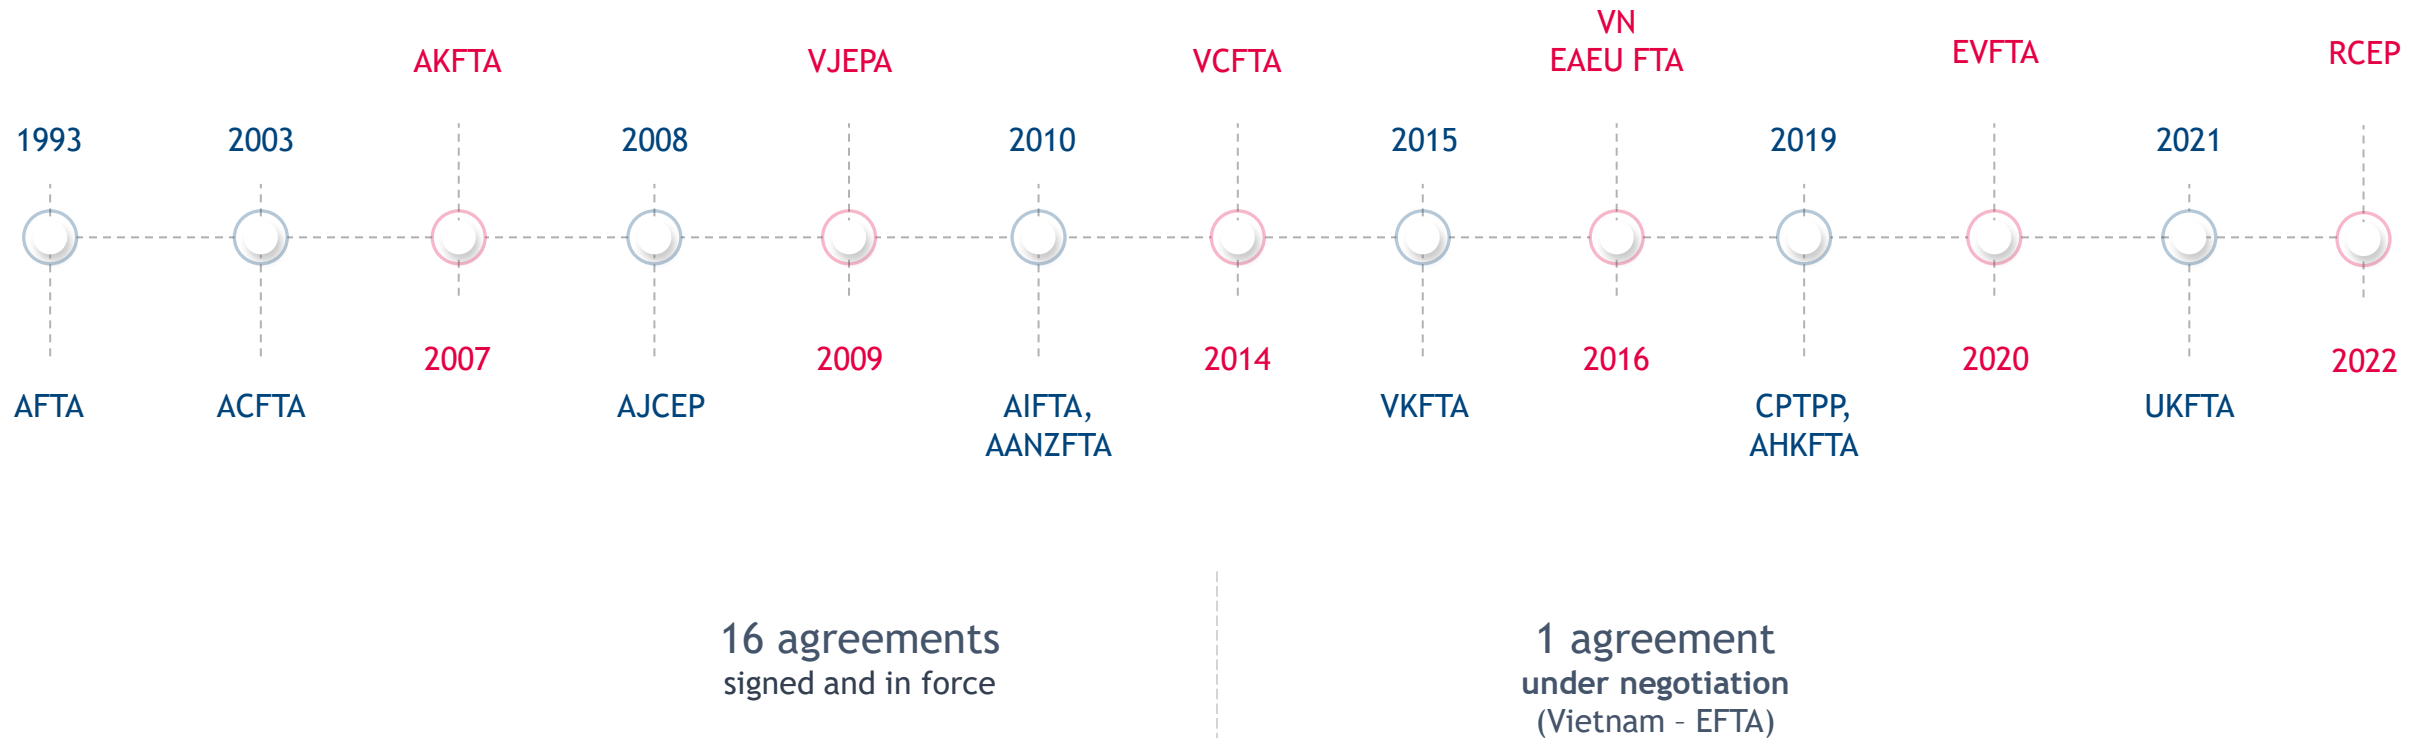 1993
AFTA
2003
ACFTA
AKFTA
2007
2008
AJCEP
VJEPA
2009
2010
AIFTA,
AANZFTA
VCFTA
2014
2015
VKFTA
VN
EAEU FTA
2016
2019
CPTPP,
AHKFTA
EVFTA
2020
2021
UKFTA
RCEP
2022
16 agreements
signed and in force
1 agreement
under negotiation
(Vietnam – EFTA)